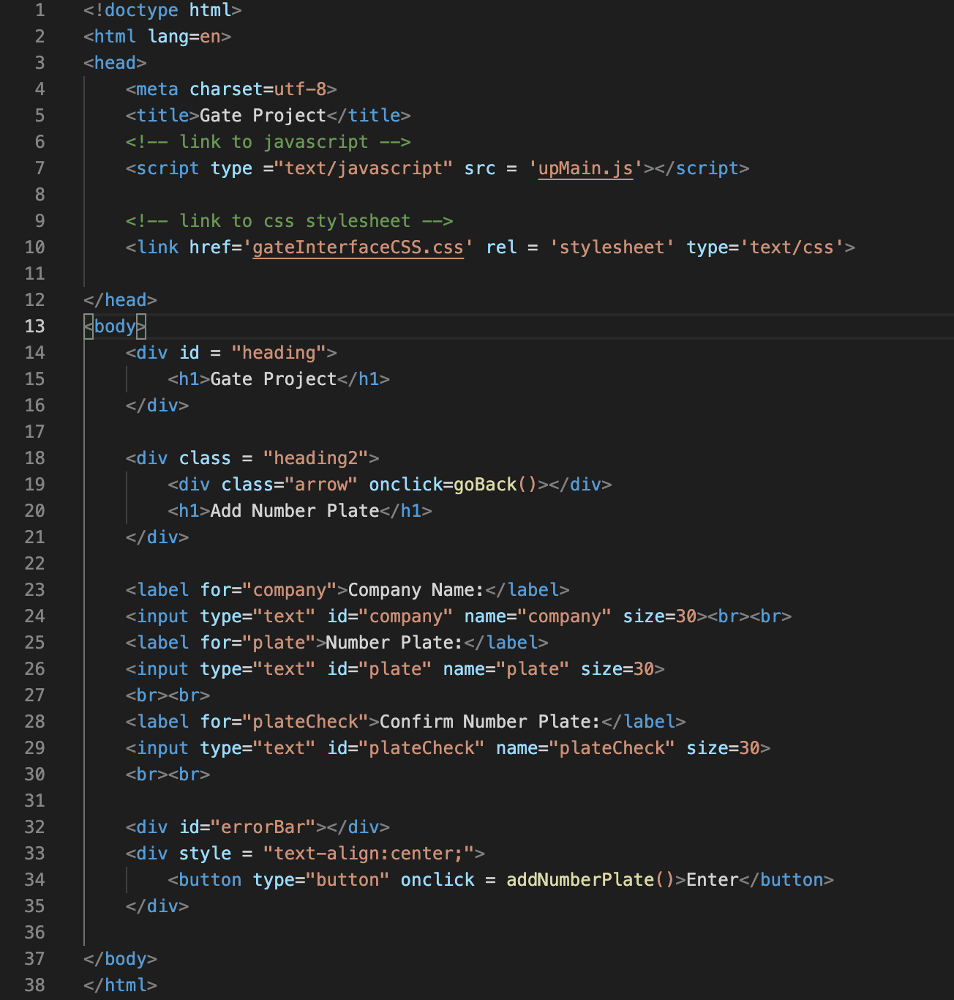 1 <!doctype html>
2 <html lang=en>
3 <head>
4     <meta charset=utf-8>
5     <title>Gate Project</title>
6     <!-- link to javascript -->
7     <script type ="text/javascript" src = 'upMain.js'></script>
8
9     <!-- link to css stylesheet -->
10     <link href='gateInterfaceCSS.css' rel = 'stylesheet' type='text/css'>
11
12 </head>
13 <body>
14     <div id = "heading">
15         <h1>Gate Project</h1>
16     </div>
17
18     <div class = "heading2">
19         <div class="arrow" onclick=goBack()></div>
20         <h1>Add Number Plate</h1>
21     </div>
22
23     <label for="company">Company Name:</label>
24     <input type="text" id="company" name="company" size=30><br><br>
25     <label for="plate">Number Plate:</label>
26     <input type="text" id="plate" name="plate" size=30>
27     <br><br>
28     <label for="plateCheck">Confirm Number Plate:</label>
29     <input type="text" id="plateCheck" name="plateCheck" size=30>
30     <br><br>
31
32     <div id="errorBar"></div>
33     <div style = "text-align:center;">
34         <button type="button" onclick = addNumberPlate()>Enter</button>
35     </div>
36
37 </body>
38 </html>